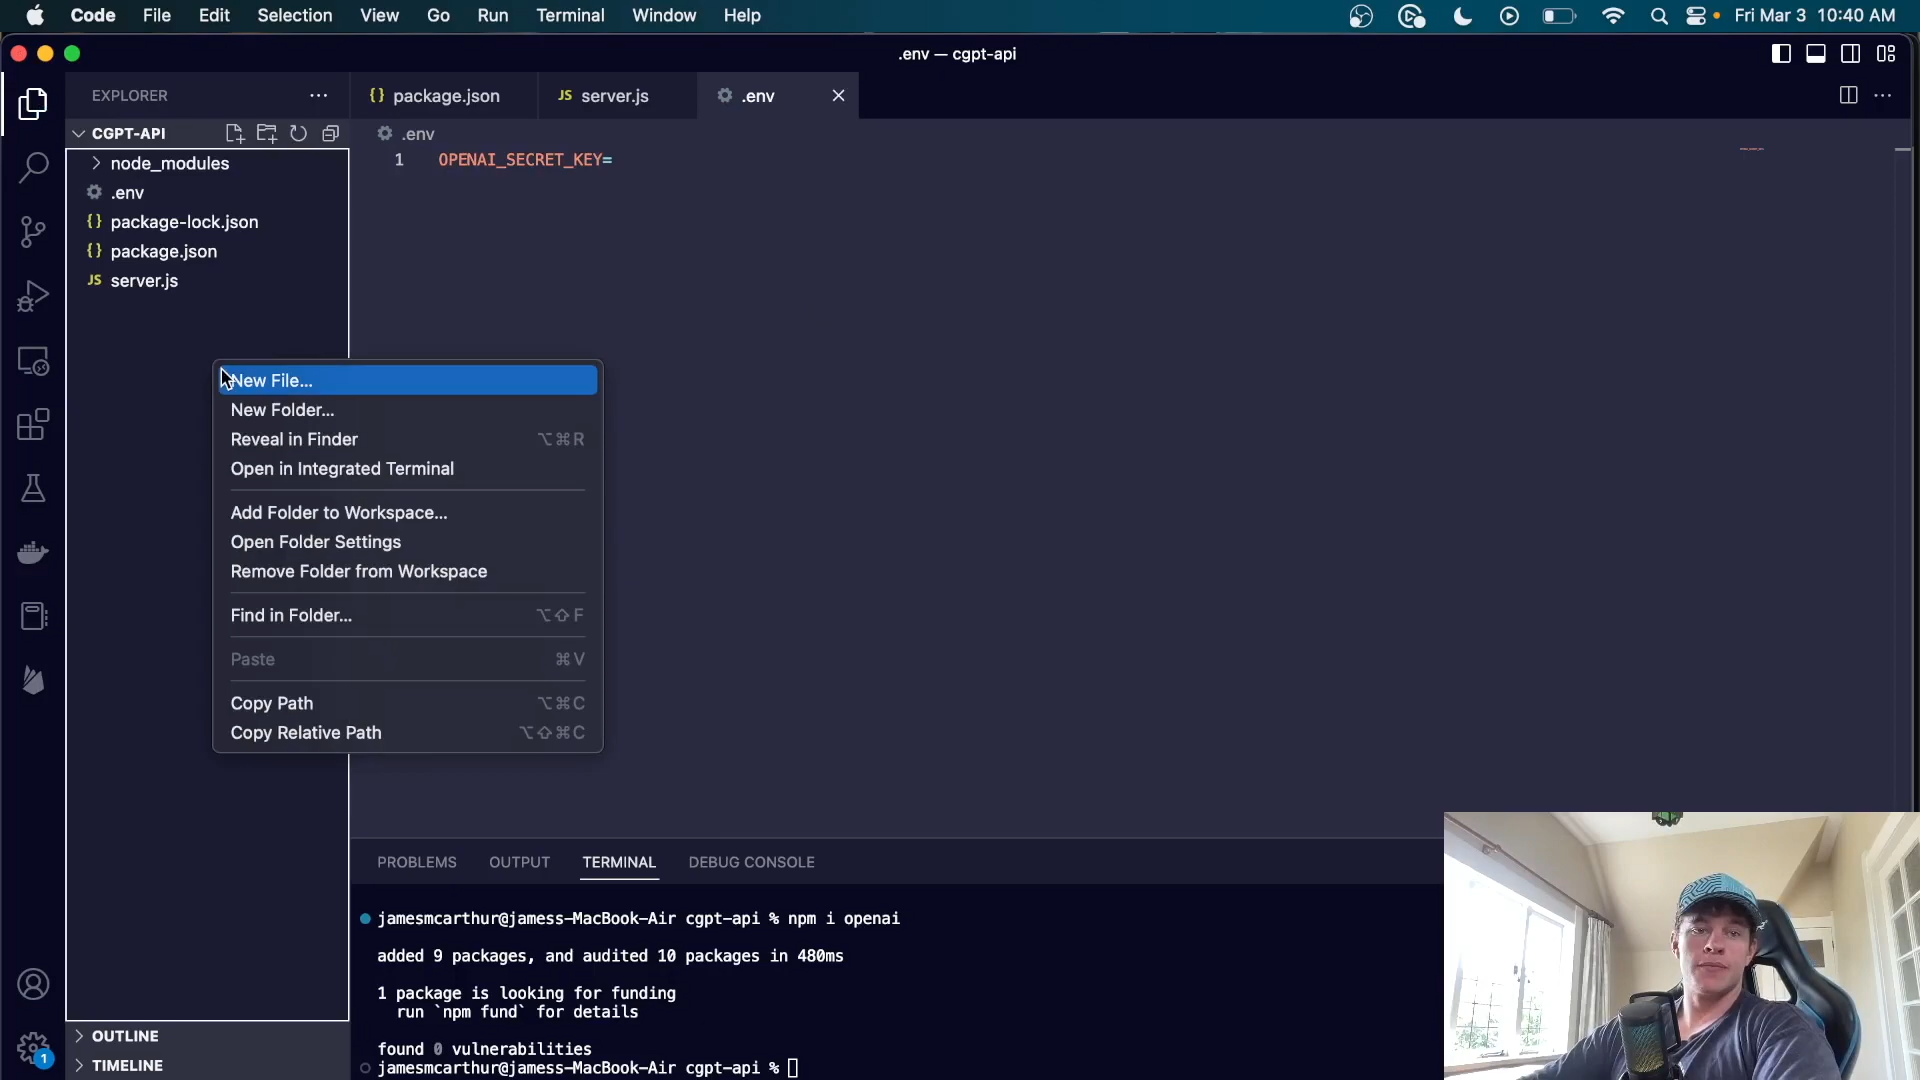 Code File Edit Selection View Go Run Terminal Window Help Fri Mar 3 10:40 AM
.env — cgpt-api
EXPLORER
{} package.json JS server.js .env
CGPT-API
.env
node_modules
.env
{} package-lock.json
{} package.json
JS server.js
1 OPENAI_SECRET_KEY=
New File...
New Folder...
Reveal in Finder ⌥⌘R
Open in Integrated Terminal
Add Folder to Workspace...
Open Folder Settings
Remove Folder from Workspace
Find in Folder... ⌥⇧F
Paste ⌘V
Copy Path ⌥⌘C
Copy Relative Path ⌥⇧⌘C
PROBLEMS OUTPUT TERMINAL DEBUG CONSOLE
jamesmcarthur@jamess-MacBook-Air cgpt-api % npm i openai
added 9 packages, and audited 10 packages in 480ms
1 package is looking for funding
run `npm fund` for details
found 0 vulnerabilities
jamesmcarthur@jamess-MacBook-Air cgpt-api %
OUTLINE
1
TIMELINE